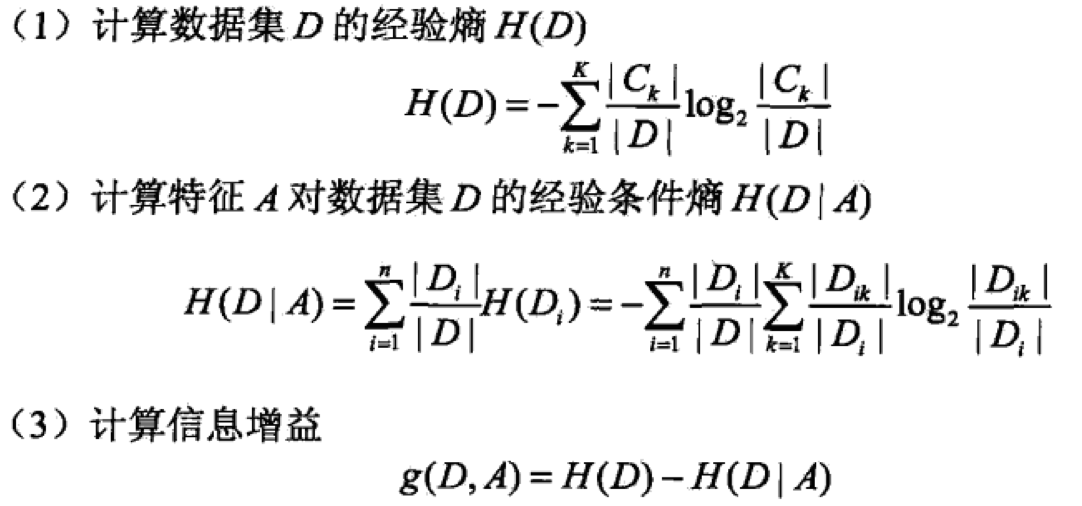 （1）计算数据集 D 的经验熵 H(D)
H(D) = -\sum_{k=1}^{K} \frac{|C_k|}{|D|} \log_2 \frac{|C_k|}{|D|}
（2）计算特征 A 对数据集 D 的经验条件熵 H(D|A)
H(D|A) = \sum_{i=1}^{n} \frac{|D_i|}{|D|} H(D_i) = -\sum_{i=1}^{n} \frac{|D_i|}{|D|} \sum_{k=1}^{K} \frac{|D_{ik}|}{|D_i|} \log_2 \frac{|D_{ik}|}{|D_i|}
（3）计算信息增益
g(D, A) = H(D) - H(D|A)